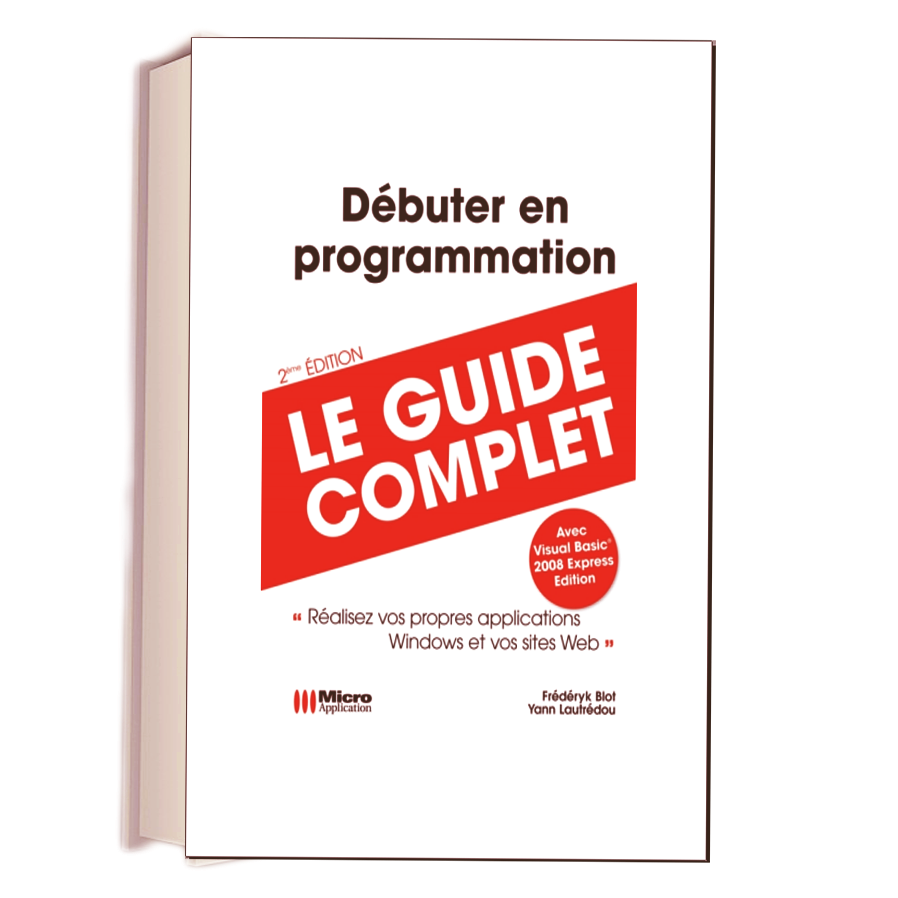 Débuter en
programmation
2ème ÉDITION
LE GUIDE
COMPLET
Avec
Visual Basic®
2008 Express
Edition
“ Réalisez vos propres applications
Windows et vos sites Web ”
Micro
Application
Frédéryk Blot
Yann Lautrédou